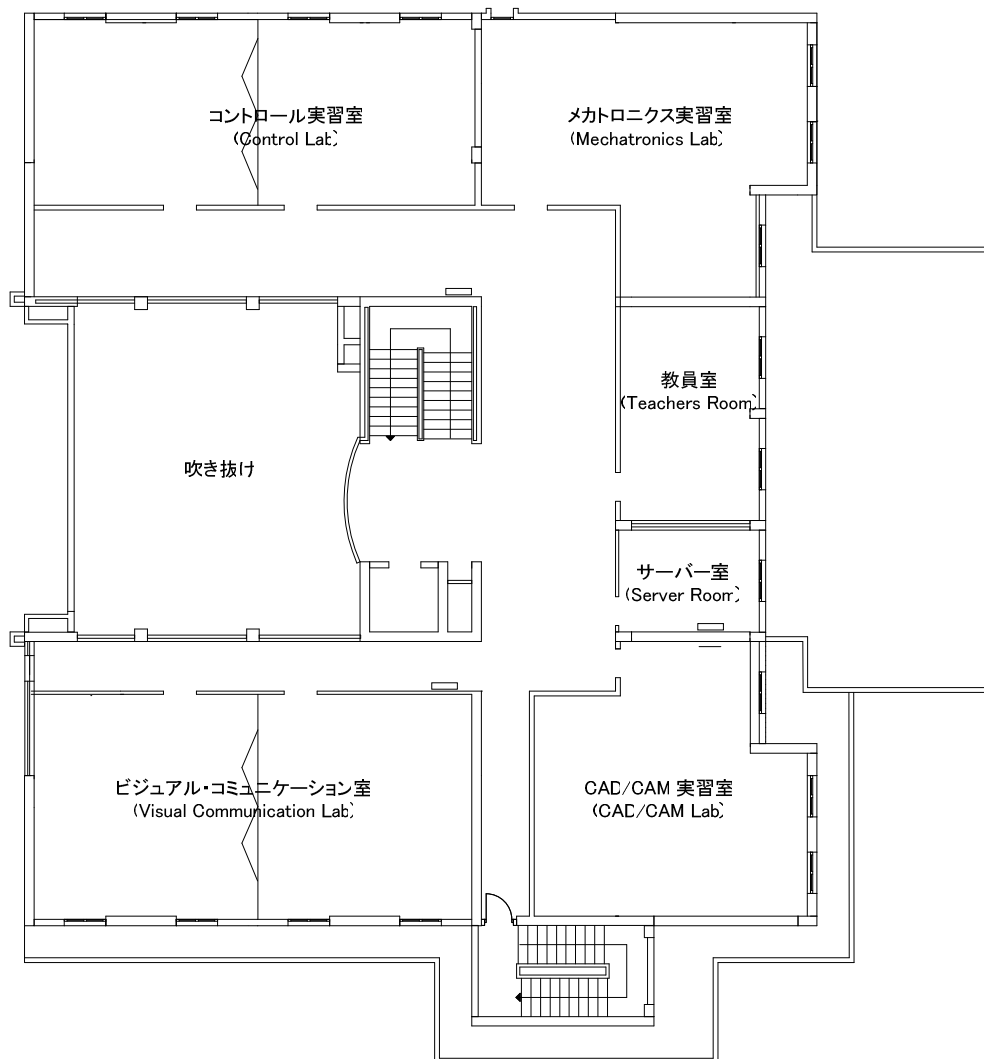 コントロール実習室
(Control Lab)
メカトロニクス実習室
(Mechatronics Lab)
教員室
(Teachers Room)
吹き抜け
サーバー室
(Server Room)
ビジュアル・コミュニケーション室
(Visual Communication Lab)
CAD/CAM 実習室
(CAD/CAM Lab)